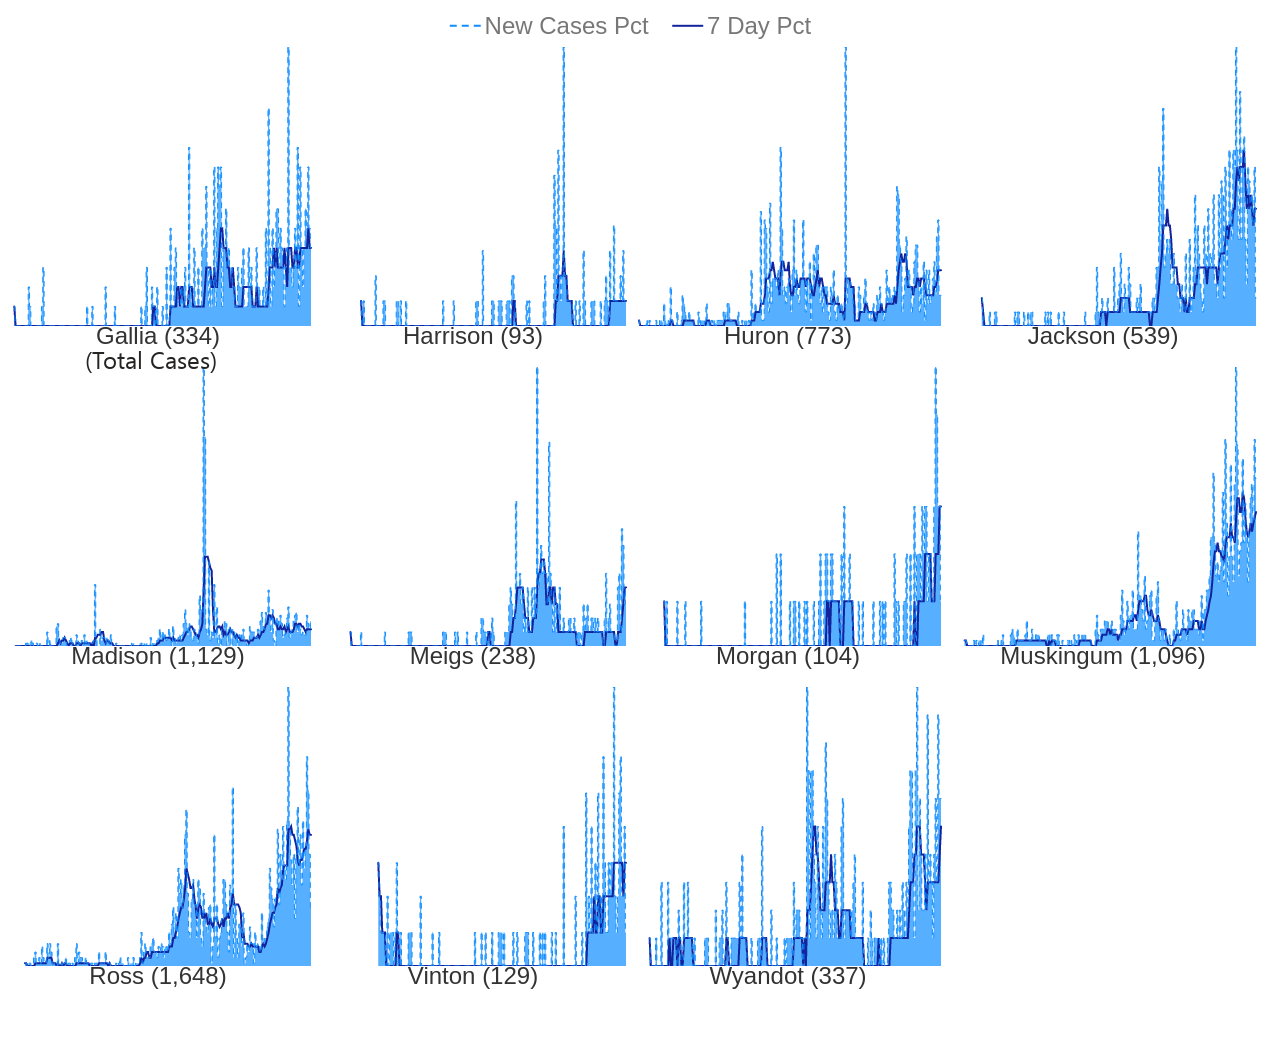 New Cases Pct 7 Day Pct
Gallia (334) Harrison (93) Huron (773) Jackson (539)
(Total Cases)
Madison (1,129) Meigs (238) Morgan (104) Muskingum (1,096)
Ross (1,648) Vinton (129) Wyandot (337)